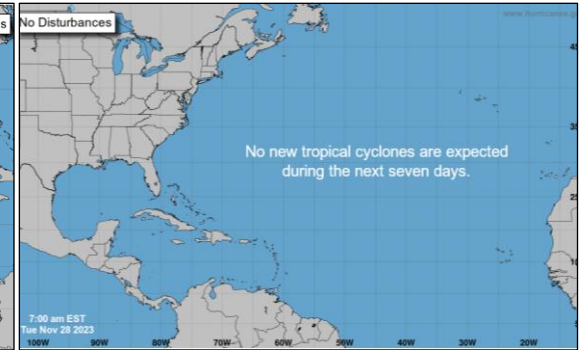 s
No Disturbances
No new tropical cyclones are expected
during the next seven days.
7:00 am EST
Tue Nov 28 2023
100W 90W 80W 70W 60W 50W 40W 30W 20W